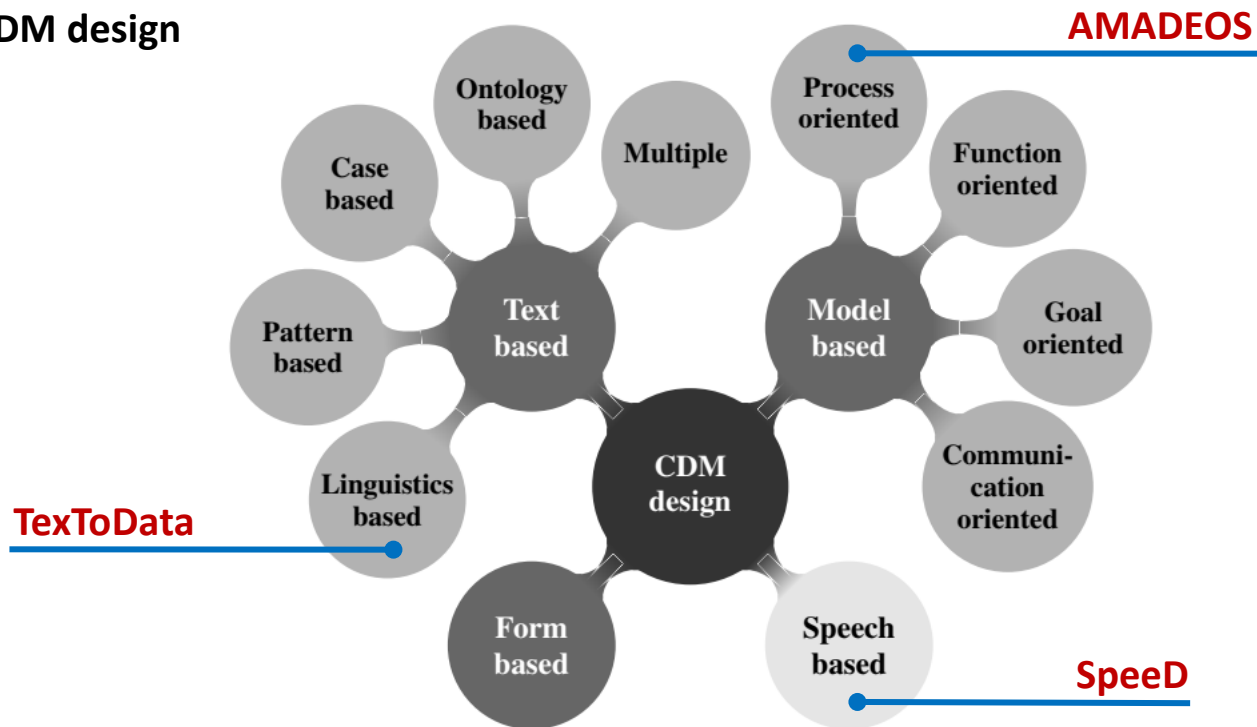 DM design
AMADEOS
Process
oriented
Ontology
based
Multiple
Function
oriented
Case
based
Text
based
Model
based
Goal
oriented
Pattern
based
CDM
design
Communi-
cation
oriented
Linguistics
based
TexToData
Form
based
Speech
based
SpeeD